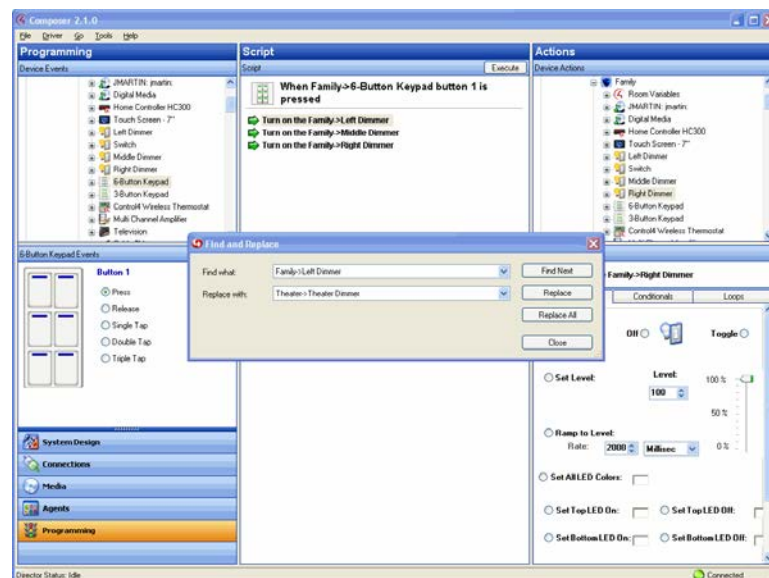 Composer 2.1.0
File Driver Go Tools Help
Programming
Device Events
JMARTIN: jmartin:
Digital Media
Home Controller HC300
Touch Screen - 7"
Left Dimmer
Switch
Middle Dimmer
Right Dimmer
6-Button Keypad
3-Button Keypad
Control4 Wireless Thermostat
Multi Channel Amplifier
Television
6-Button Keypad Events
Button 1
Press
Release
Single Tap
Double Tap
Triple Tap
System Design
Connections
Media
Agents
Programming
Script
Script Execute
When Family->6-Button Keypad button 1 is
pressed
Turn on the Family->Left Dimmer
Turn on the Family->Middle Dimmer
Turn on the Family->Right Dimmer
Find and Replace
Find what: Family->Left Dimmer Find Next
Replace with: Theater->Theater Dimmer Replace
Replace All
Close
Actions
Device Actions
Family
Room Variables
JMARTIN: jmartin:
Digital Media
Home Controller HC300
Touch Screen - 7"
Left Dimmer
Switch
Middle Dimmer
Right Dimmer
6-Button Keypad
3-Button Keypad
Control4 Wireless Thermostat
Family->Right Dimmer
Conditionals Loops
Off Toggle
Set Level: Level: 100 %
100
50 %
Ramp to Level:
Rate: 2000 Millisec 0 %
Set All LED Colors:
Set Top LED On: Set Top LED Off:
Set Bottom LED On: Set Bottom LED Off:
Director Status: Idle Connected